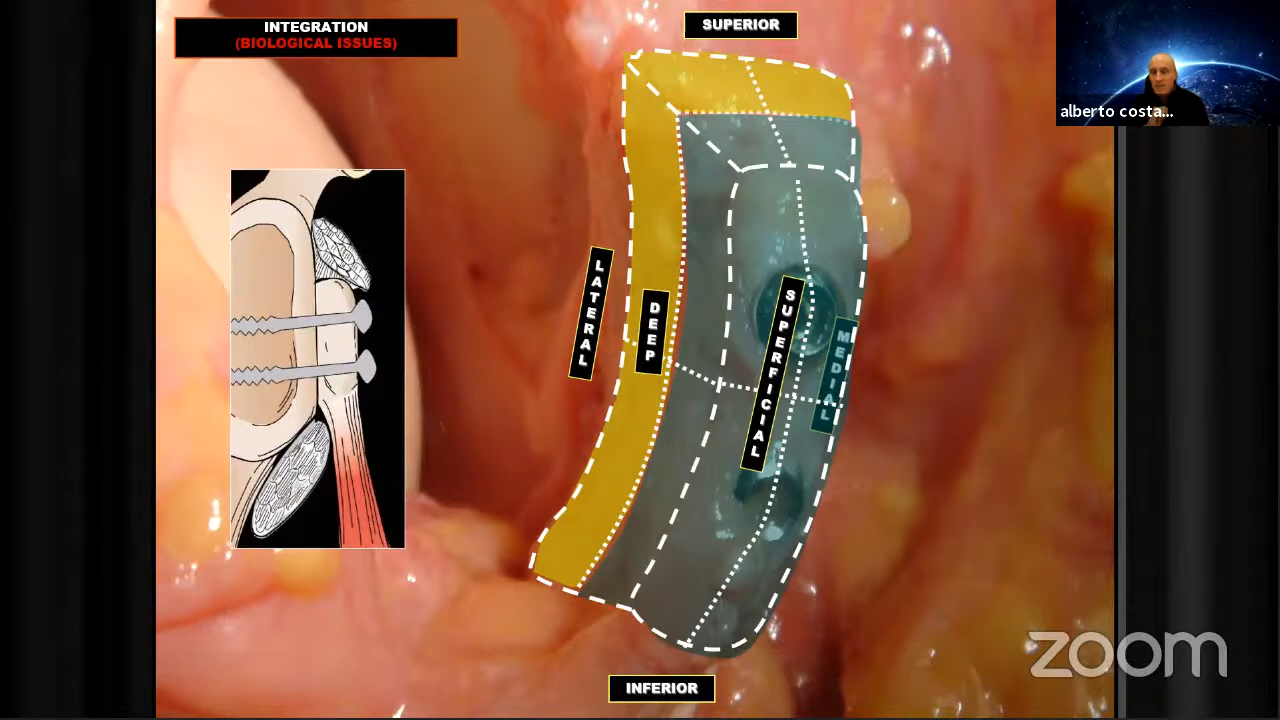 INTEGRATION
(BIOLOGICAL ISSUES)
SUPERIOR
alberto costa...
LATERAL
DEEP
SUPERFICIAL
MEDIAL
INFERIOR
zoom